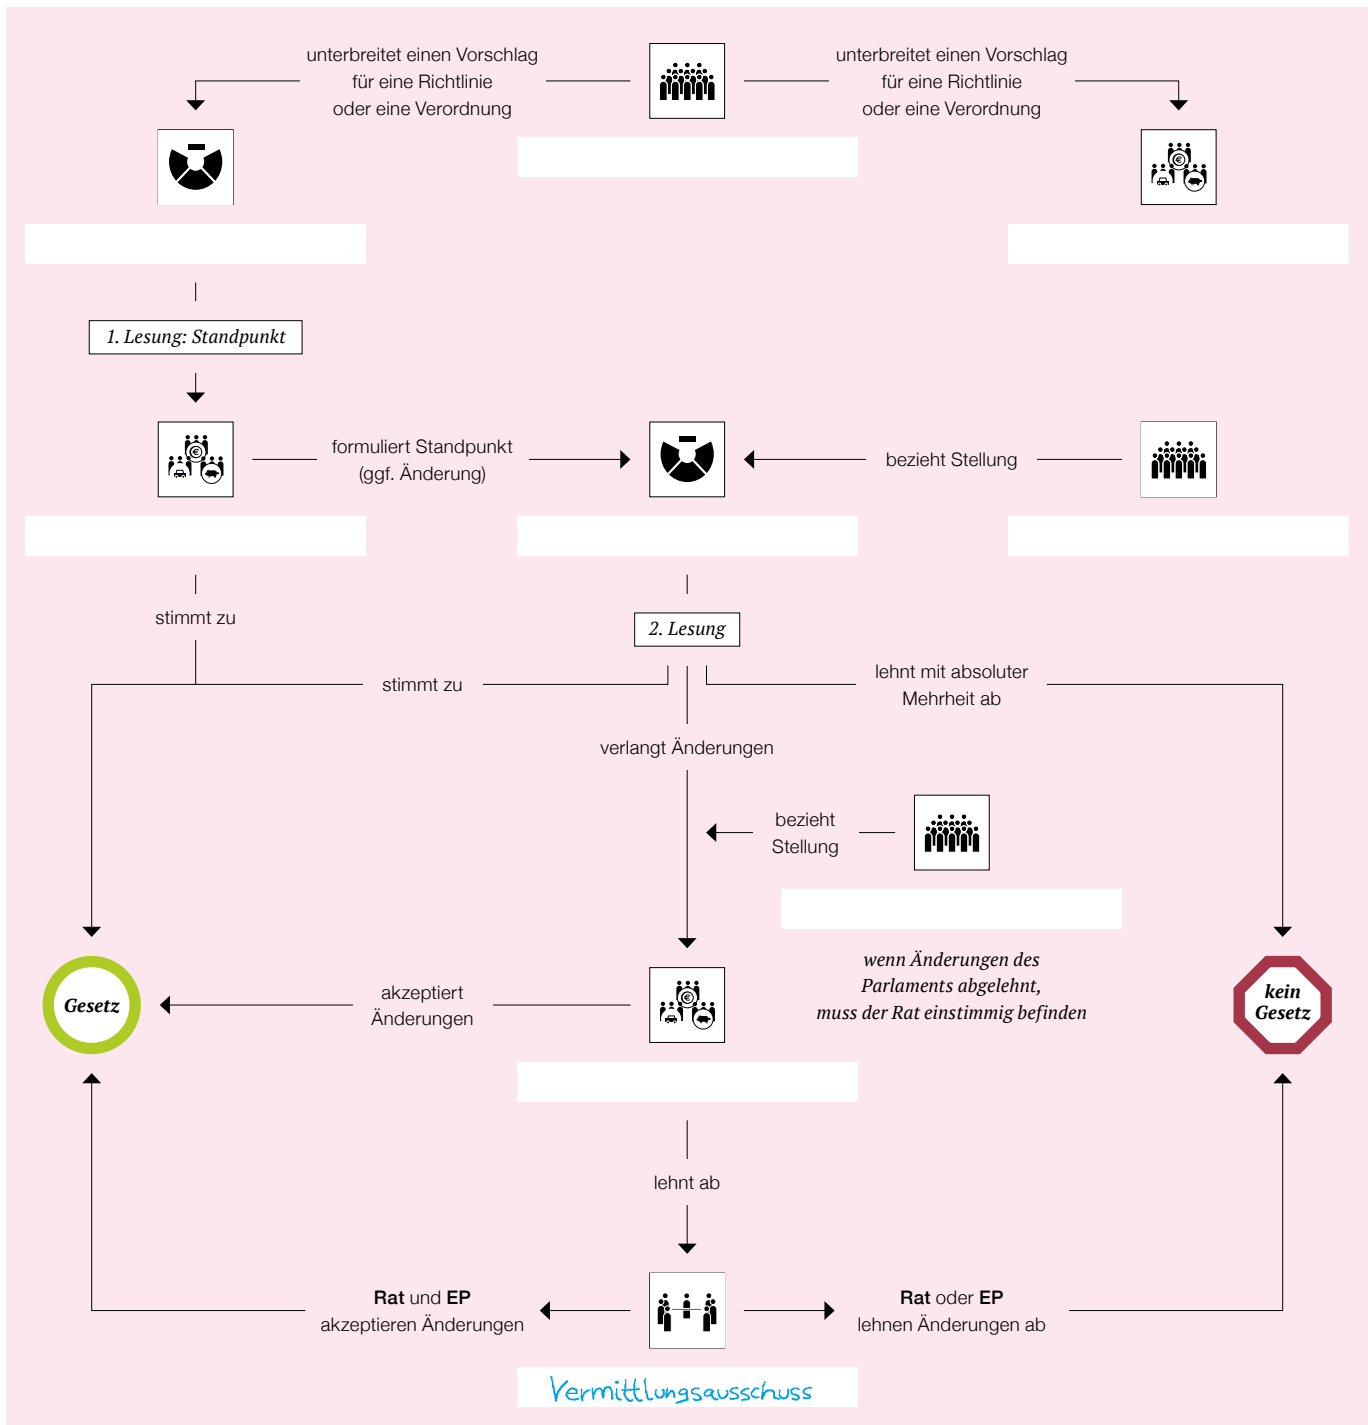 unterbreitet einen Vorschlag
für eine Richtlinie
oder eine Verordnung
unterbreitet einen Vorschlag
für eine Richtlinie
oder eine Verordnung
1. Lesung: Standpunkt
formuliert Standpunkt
(ggf. Änderung)
bezieht Stellung
stimmt zu
2. Lesung
stimmt zu
lehnt mit absoluter
Mehrheit ab
verlangt Änderungen
bezieht
Stellung
wenn Änderungen des
Parlaments abgelehnt,
muss der Rat einstimmig befinden
Gesetz
akzeptiert
Änderungen
kein
Gesetz
lehnt ab
Rat und EP
akzeptieren Änderungen
Rat oder EP
lehnen Änderungen ab
Vermittlungsausschuss